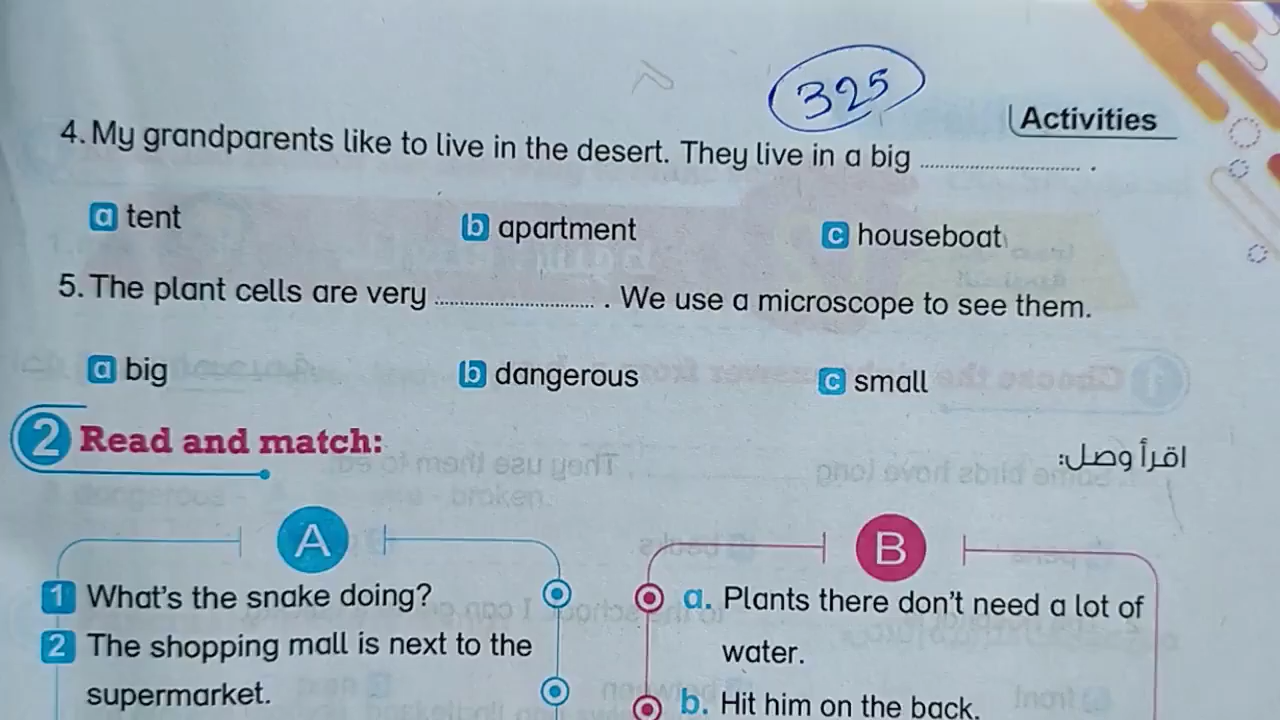 325
Activities
4. My grandparents like to live in the desert. They live in a big ............................ .
a tent b apartment c houseboat
5. The plant cells are very ............................ . We use a microscope to see them.
a big b dangerous c small
2 Read and match: اقرأ وصل:
A B
1 What's the snake doing?
2 The shopping mall is next to the
supermarket.
a. Plants there don't need a lot of
water.
b. Hit him on the back.